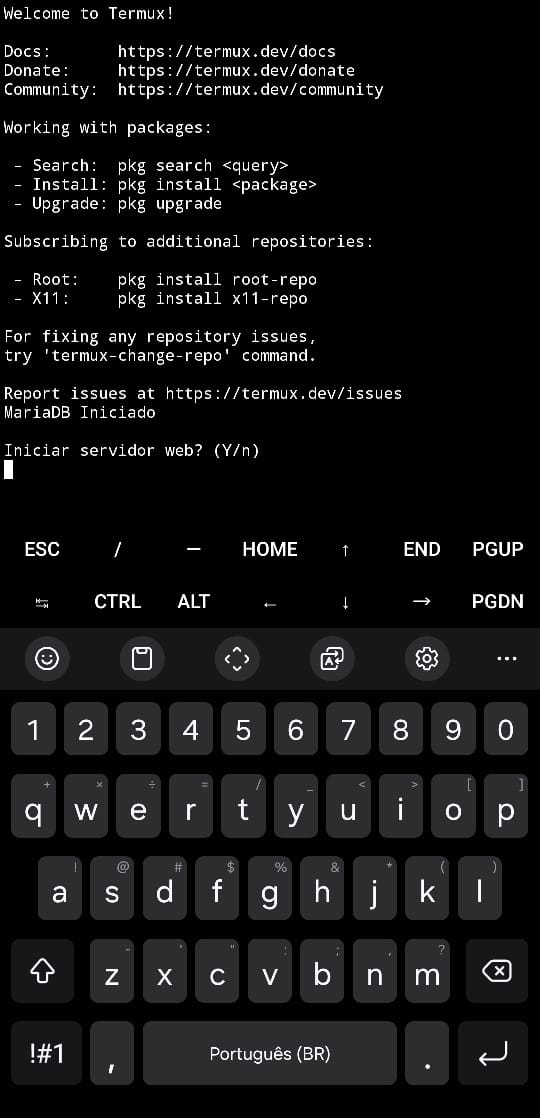 Welcome to Termux!
Docs:       https://termux.dev/docs
Donate:     https://termux.dev/donate
Community:  https://termux.dev/community
Working with packages:
 - Search:  pkg search <query>
 - Install: pkg install <package>
 - Upgrade: pkg upgrade
Subscribing to additional repositories:
 - Root:    pkg install root-repo
 - X11:     pkg install x11-repo
For fixing any repository issues,
try 'termux-change-repo' command.
Report issues at https://termux.dev/issues
MariaDB Iniciado
Iniciar servidor web? (Y/n)
ESC / — HOME ↑ END PGUP
↹ CTRL ALT ← ↓ → PGDN
1 2 3 4 5 6 7 8 9 0
+ × ÷ = / _ < > [ ]
q w e r t y u i o p
! @ # $ % & * ( )
a s d f g h j k l
- ' " : ; , ?
z x c v b n m
!#1 , Português (BR) .